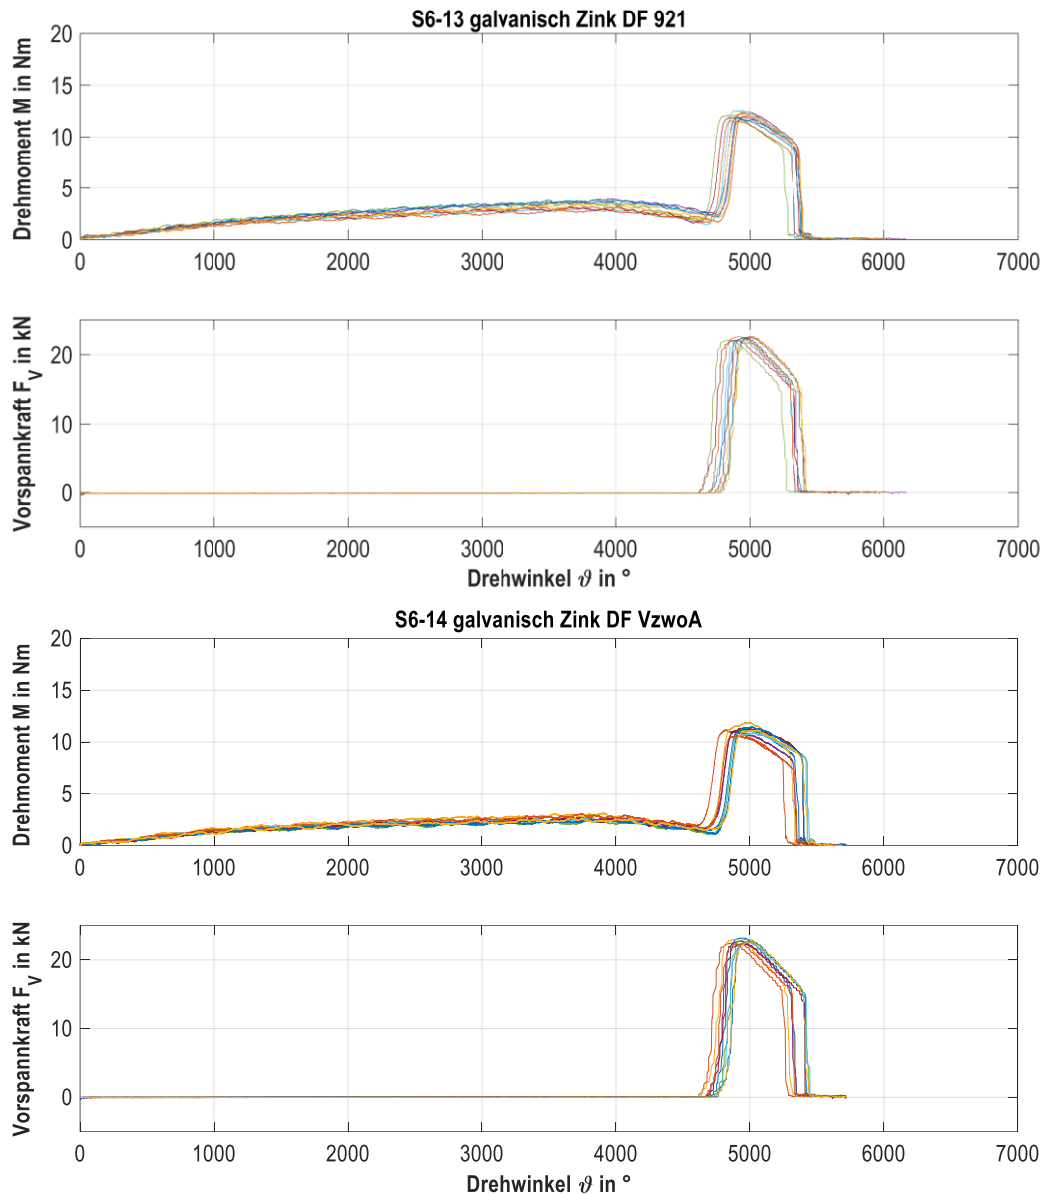 S6-13 galvanisch Zink DF 921
Drehmoment M in Nm
20
15
10
5
0
0 1000 2000 3000 4000 5000 6000 7000
Vorspannkraft F_V in kN
20
10
0
0 1000 2000 3000 4000 5000 6000 7000
Drehwinkel ϑ in °
S6-14 galvanisch Zink DF VzwoA
Drehmoment M in Nm
20
15
10
5
0
0 1000 2000 3000 4000 5000 6000 7000
Vorspannkraft F_V in kN
20
10
0
0 1000 2000 3000 4000 5000 6000 7000
Drehwinkel ϑ in °